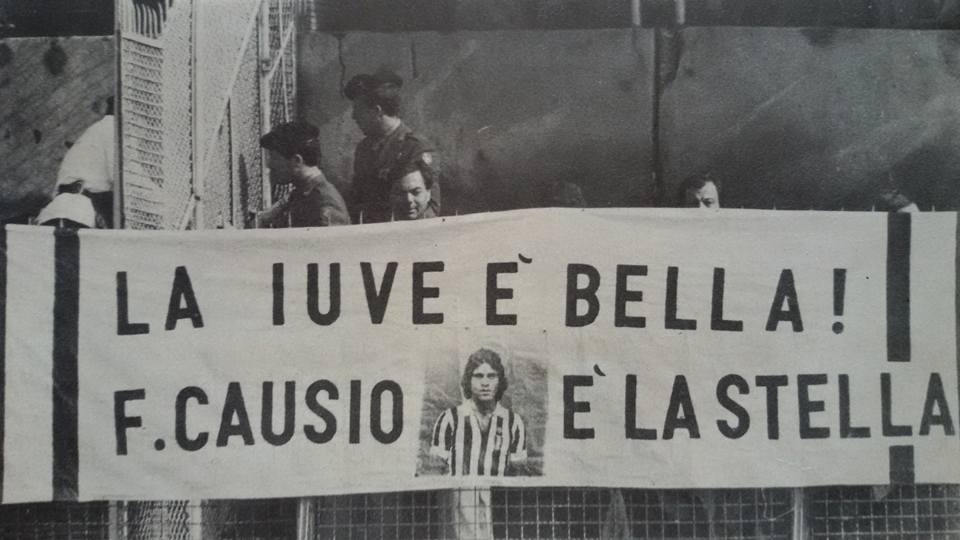 LA IUVE E` BELLA!
F.CAUSIO E` LA STELLA